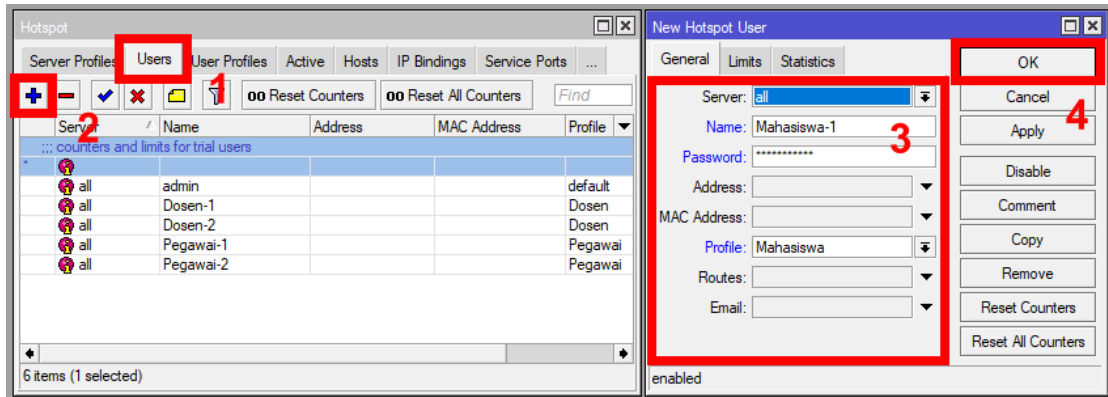 Hotspot
Server Profiles Users User Profiles Active Hosts IP Bindings Service Ports ...
1
00 Reset Counters 00 Reset All Counters Find
2
Server Name Address MAC Address Profile
;;; counters and limits for trial users
all admin default
all Dosen-1 Dosen
all Dosen-2 Dosen
all Pegawai-1 Pegawai
all Pegawai-2 Pegawai
6 items (1 selected)
New Hotspot User
General Limits Statistics
Server: all
Name: Mahasiswa-1
Password: ***********
Address:
MAC Address:
Profile: Mahasiswa
Routes:
Email:
3
OK
Cancel
4
Apply
Disable
Comment
Copy
Remove
Reset Counters
Reset All Counters
enabled